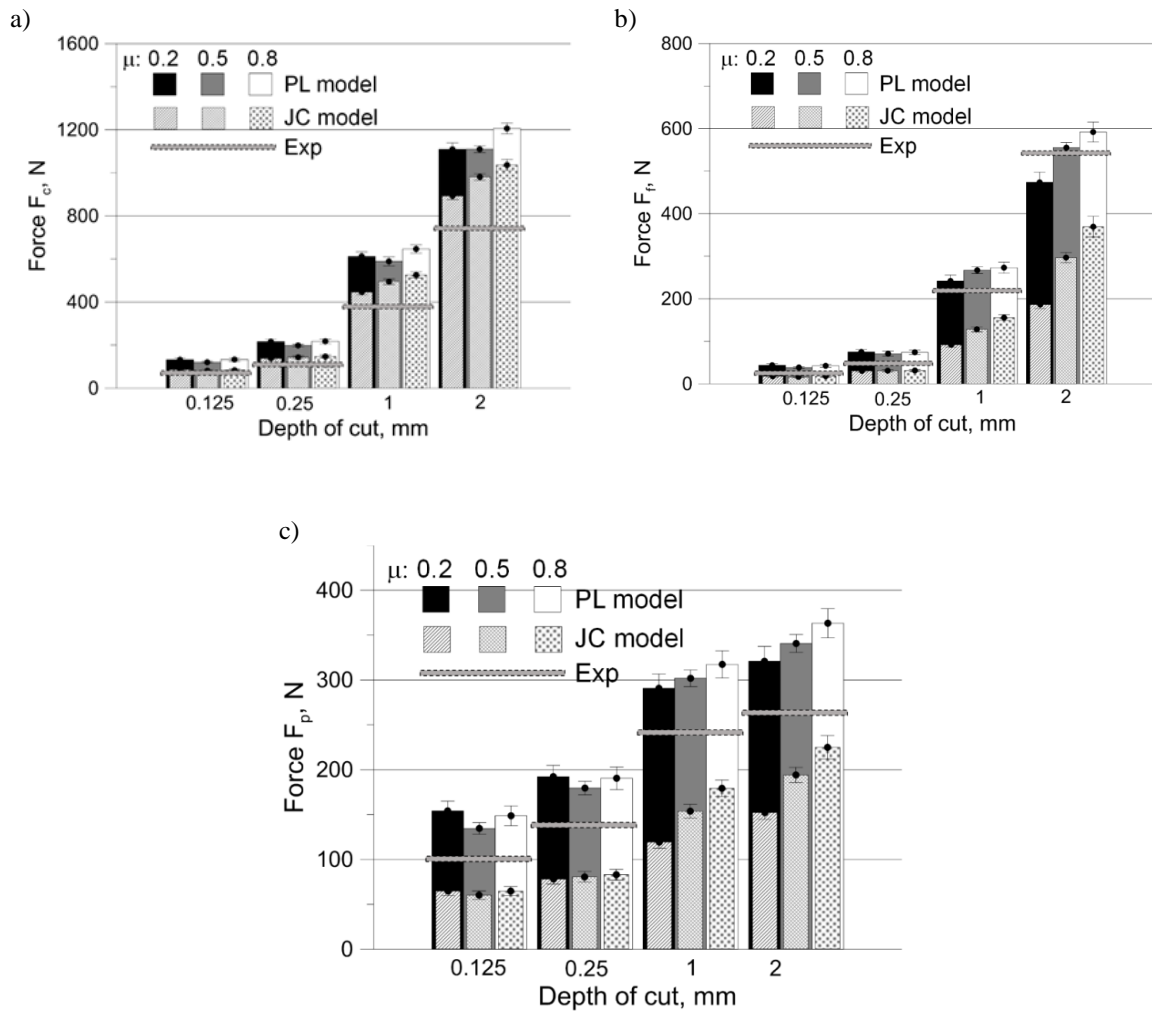 a)
1600
1200
800
400
0
Force F_c, N
μ: 0.2 0.5 0.8
PL model
JC model
Exp
0.125 0.25 1 2
Depth of cut, mm
b)
800
600
400
200
0
Force F_f, N
μ: 0.2 0.5 0.8
PL model
JC model
Exp
0.125 0.25 1 2
Depth of cut, mm
c)
400
300
200
100
0
Force F_p, N
μ: 0.2 0.5 0.8
PL model
JC model
Exp
0.125 0.25 1 2
Depth of cut, mm